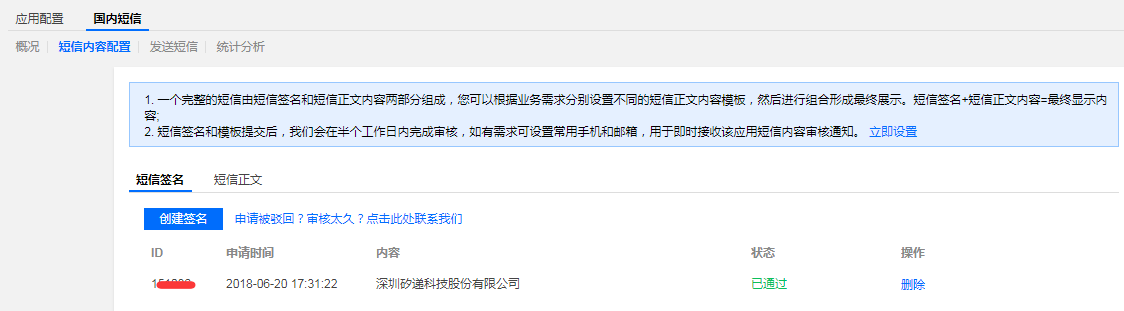 应用配置 国内短信
概况 短信内容配置 发送短信 统计分析
1. 一个完整的短信由短信签名和短信正文内容两部分组成，您可以根据业务需求分别设置不同的短信正文内容模板，然后进行组合形成最终展示。短信签名+短信正文内容=最终显示内
容;
2. 短信签名和模板提交后，我们会在半个工作日内完成审核，如有需求可设置常用手机和邮箱，用于即时接收该应用短信内容审核通知。 立即设置
短信签名 短信正文
创建签名 申请被驳回？审核太久？点击此处联系我们
ID 申请时间 内容 状态 操作
2018-06-20 17:31:22 深圳矽递科技股份有限公司 已通过 删除